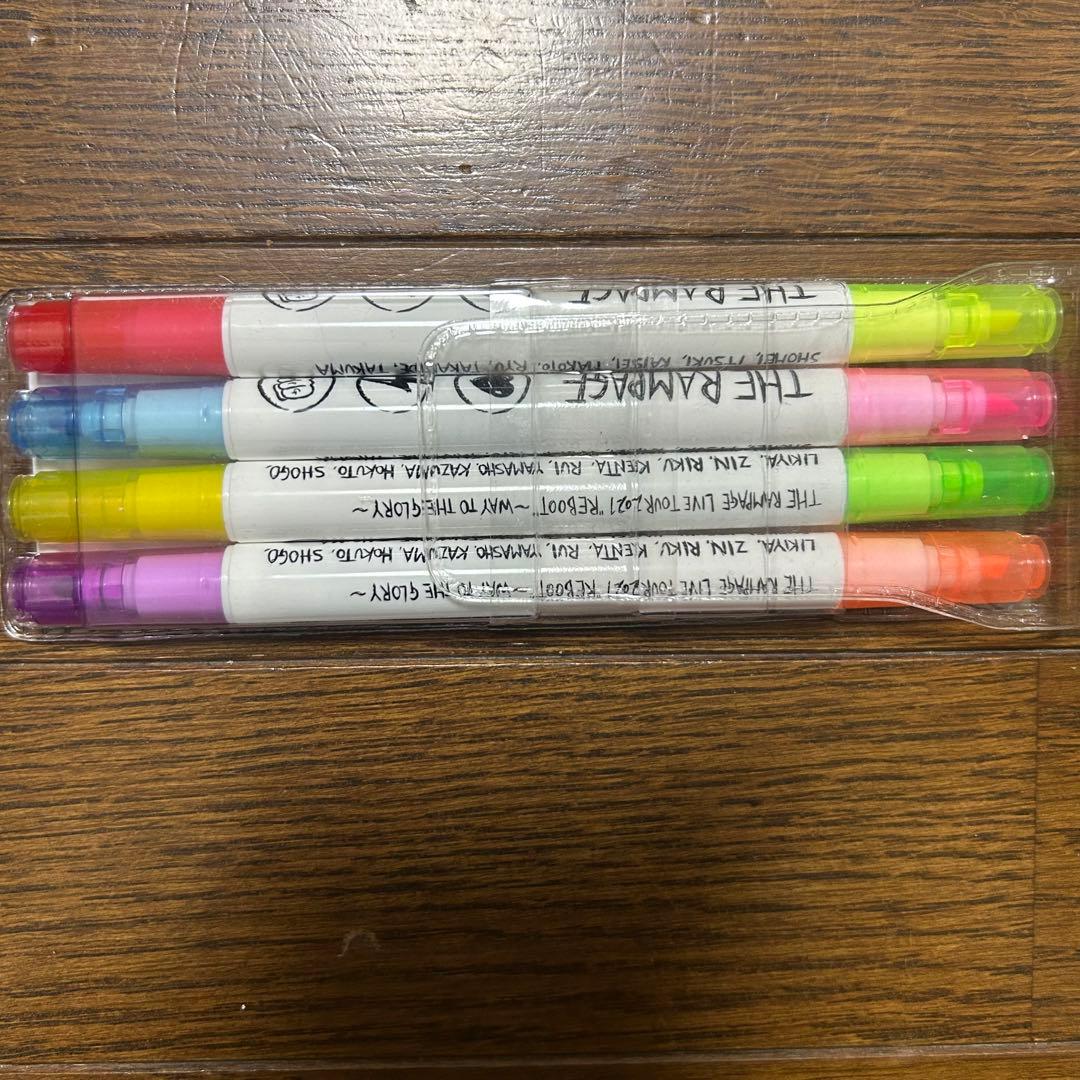 THE RAMPAGE
SHOHEI, ITSUKI, KAISEI, MAKOTO, RYU, TAKAHIDE, TAKUMA
THE RAMPAGE
LIKIYA, ZIN, RIKU, KENTA, RUI, YAMASHO, KAZUMA, HOKUTO, SHOGO
THE RAMPAGE LIVE TOUR 2021 "REBOOT" ~WAY TO THE GLORY~
LIKIYA, ZIN, RIKU, KENTA, RUI, YAMASHO KAZUMA, HOKUTO, SHOGO
THE RAMPAGE LIVE TOUR 2021 "REBOOT" ~WAY TO THE GLORY~